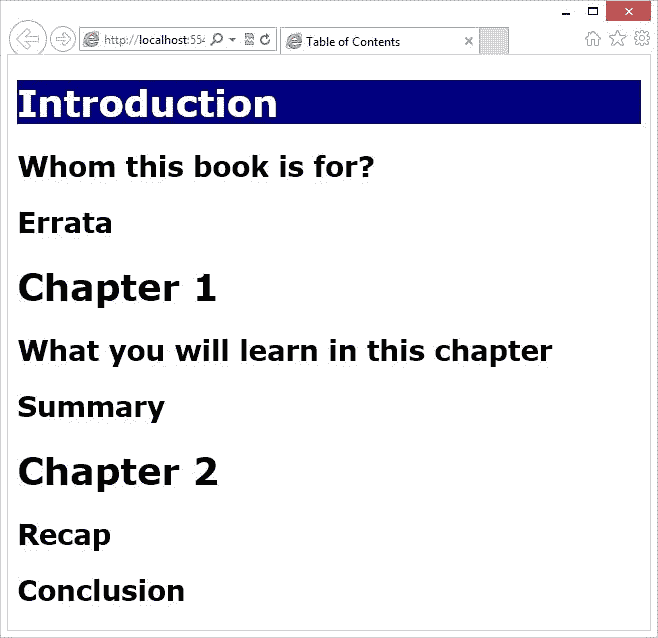 http://localhost:554
Table of Contents
Introduction
Whom this book is for?
Errata
Chapter 1
What you will learn in this chapter
Summary
Chapter 2
Recap
Conclusion